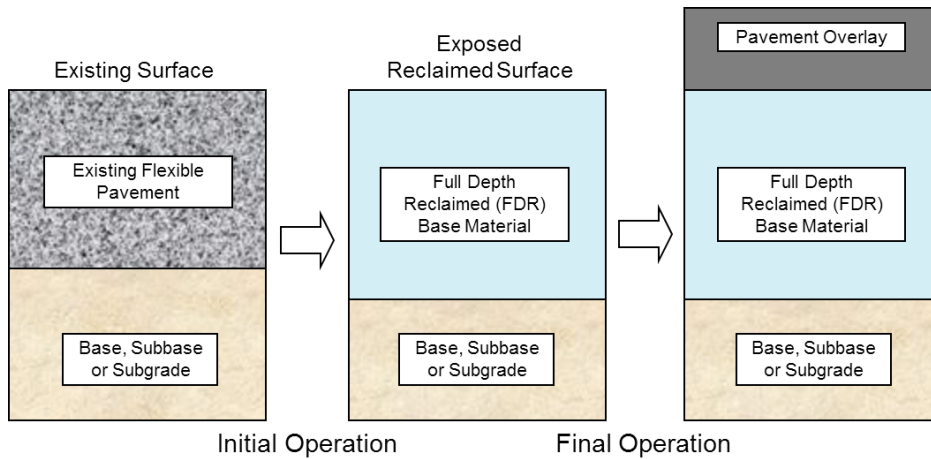 Existing Surface
Existing Flexible
Pavement
Base, Subbase
or Subgrade
Initial Operation
Exposed
Reclaimed Surface
Full Depth
Reclaimed (FDR)
Base Material
Base, Subbase
or Subgrade
Final Operation
Pavement Overlay
Full Depth
Reclaimed (FDR)
Base Material
Base, Subbase
or Subgrade